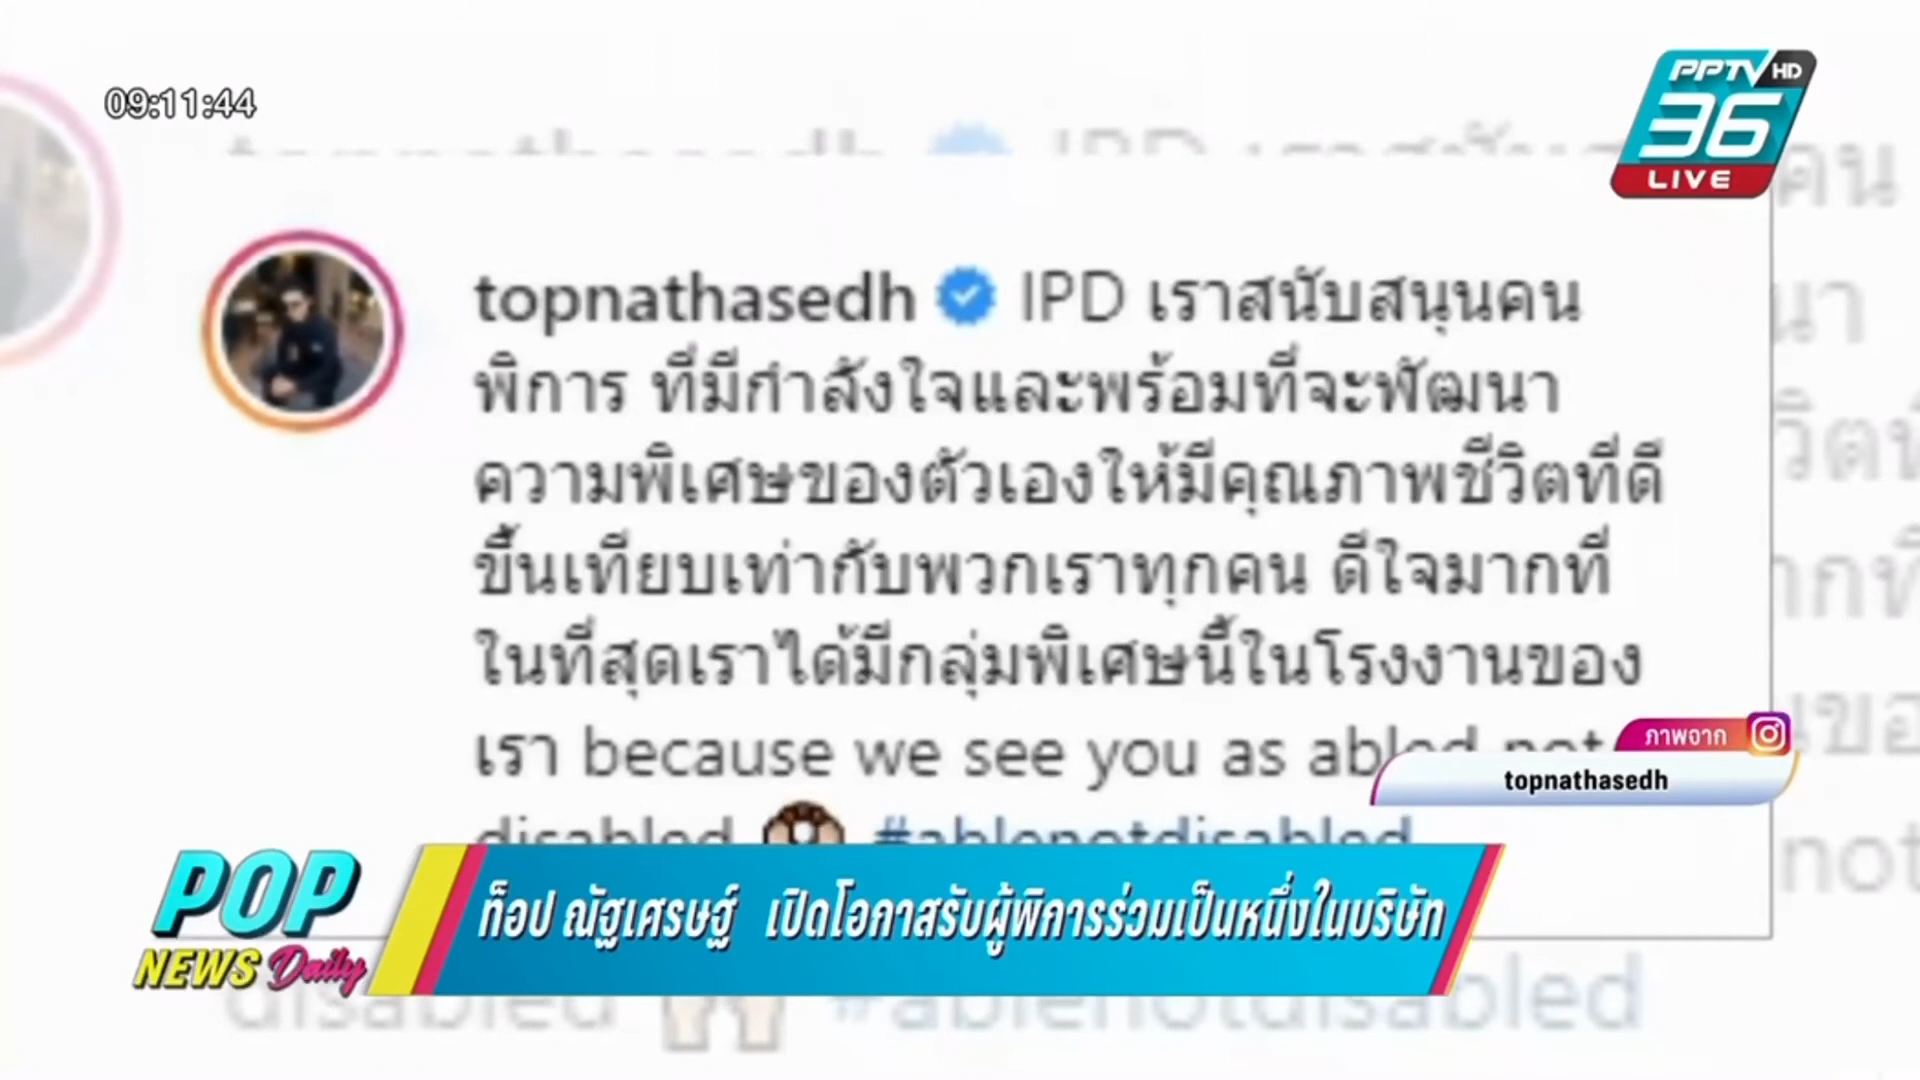 09:11:44
PPTV HD
36
LIVE
topnathasedh IPD เราสนับสนุนคน
พิการ ที่มีกำลังใจและพร้อมที่จะพัฒนา
ความพิเศษของตัวเองให้มีคุณภาพชีวิตที่ดี
ขึ้นเทียบเท่ากับพวกเราทุกคน ดีใจมากที่
ในที่สุดเราได้มีกลุ่มพิเศษนี้ในโรงงานของ
เรา because we see you as abled not
disabled #ablenotdisabled
ภาพจาก
topnathasedh
POP
NEWS Daily
ท็อป ณัฐเศรษฐ์ เปิดโอกาสรับผู้พิการร่วมเป็นหนึ่งในบริษัท
disabled #ablenotdisabled